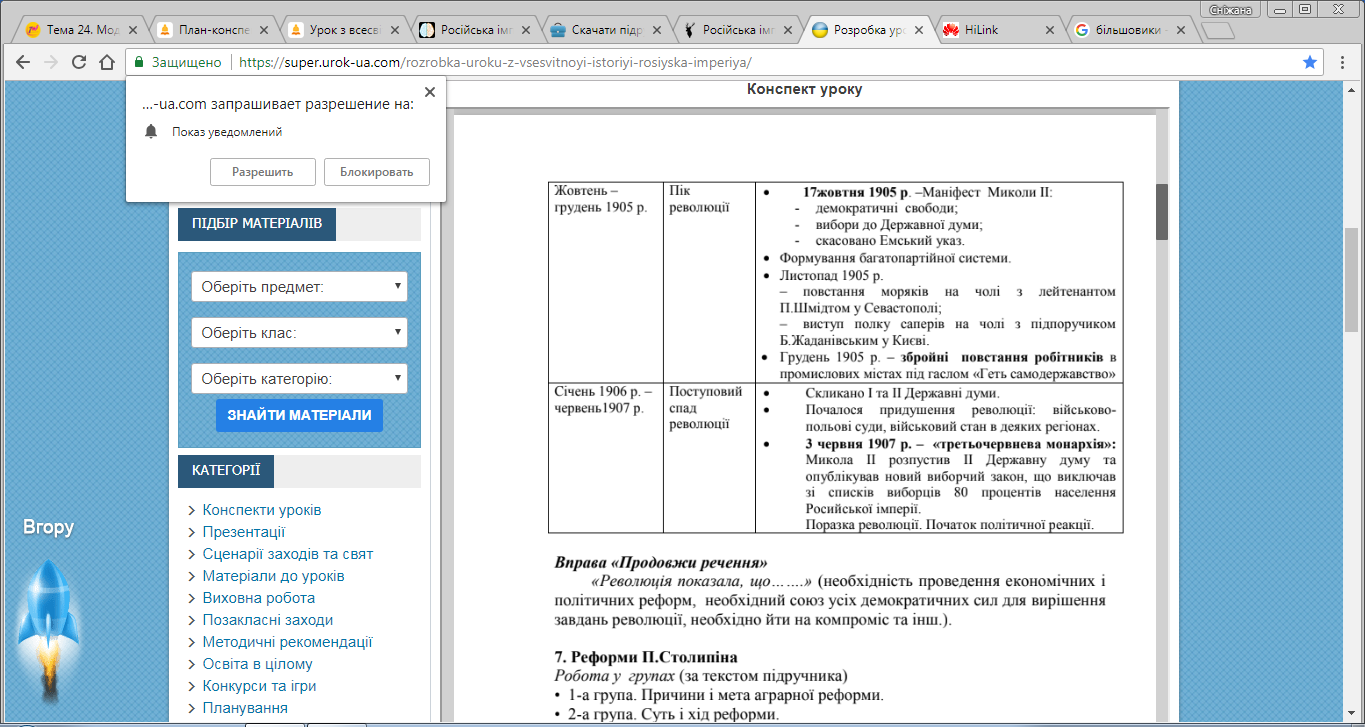 Сніжана
Тема 24. Мод
План-конспе
Урок з всесві
Російська імп
Скачати підр
Російська імп
Розробка уро
HiLink
більшовики -
Защищено
https://super.urok-ua.com/rozrobka-uroku-z-vsesvitnoyi-istoriyi-rosiyska-imperiya/
...-ua.com запрашивает разрешение на:
Показ уведомлений
Разрешить
Блокировать
ПІДБІР МАТЕРІАЛІВ
Оберіть предмет:
Оберіть клас:
Оберіть категорію:
ЗНАЙТИ МАТЕРІАЛИ
КАТЕГОРІЇ
Конспекти уроків
Презентації
Сценарії заходів та свят
Матеріали до уроків
Виховна робота
Позакласні заходи
Методичні рекомендації
Освіта в цілому
Конкурси та ігри
Планування
Вгору
Конспект уроку
Жовтень –
грудень 1905 р.
Пік
революції
• 17жовтня 1905 р. –Маніфест Миколи ІІ:
- демократичні свободи;
- вибори до Державної думи;
- скасовано Емський указ.
• Формування багатопартійної системи.
• Листопад 1905 р.
– повстання моряків на чолі з лейтенантом
П.Шмідтом у Севастополі;
– виступ полку саперів на чолі з підпоручиком
Б.Жаданівським у Києві.
• Грудень 1905 р. – збройні повстання робітників в
промислових містах під гаслом «Геть самодержавство»
Січень 1906 р. –
червень1907 р.
Поступовий
спад
революції
• Скликано І та ІІ Державні думи.
• Почалося придушення революції: військово-
польові суди, військовий стан в деяких регіонах.
• 3 червня 1907 р. – «третьочервнева монархія»:
Микола ІІ розпустив ІІ Державну думу та
опублікував новий виборчий закон, що виключав
зі списків виборців 80 процентів населення
Російської імперії.
Поразка революції. Початок політичної реакції.
Вправа «Продовжи речення»
«Революція показала, що…….» (необхідність проведення економічних і
політичних реформ, необхідний союз усіх демократичних сил для вирішення
завдань революції, необхідно йти на компроміс та інш.).
7. Реформи П.Столипіна
Робота у групах (за текстом підручника)
• 1-а група. Причини і мета аграрної реформи.
• 2-а група. Суть і хід реформи.